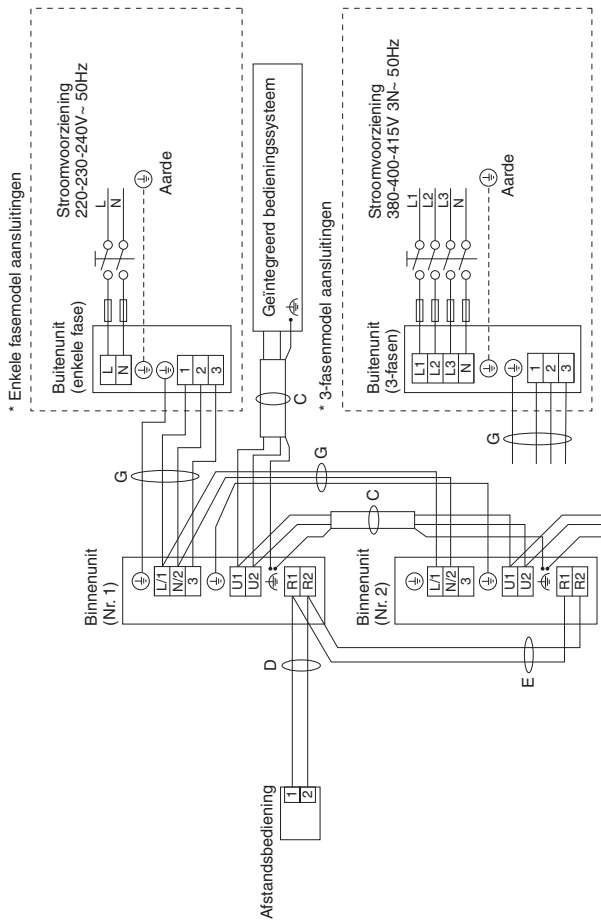 * Enkele fasemodel aansluitingen
Stroomvoorziening
220-230-240V~ 50Hz
L
N
Aarde
Buitenunit
(enkele fase)
L
N
1
2
3
G
Geïntegreerd bedieningssysteem
C
* 3-fasenmodel aansluitingen
Stroomvoorziening
380-400-415V 3N~ 50Hz
L1
L2
L3
N
Aarde
Buitenunit
(3-fasen)
L1
L2
L3
N
1
2
3
G
G
C
Binnenunit
(Nr. 1)
L/1
N/2
3
U1
U2
R1
R2
Binnenunit
(Nr. 2)
L/1
N/2
3
U1
U2
R1
R2
D
E
Afstandsbediening
1
2